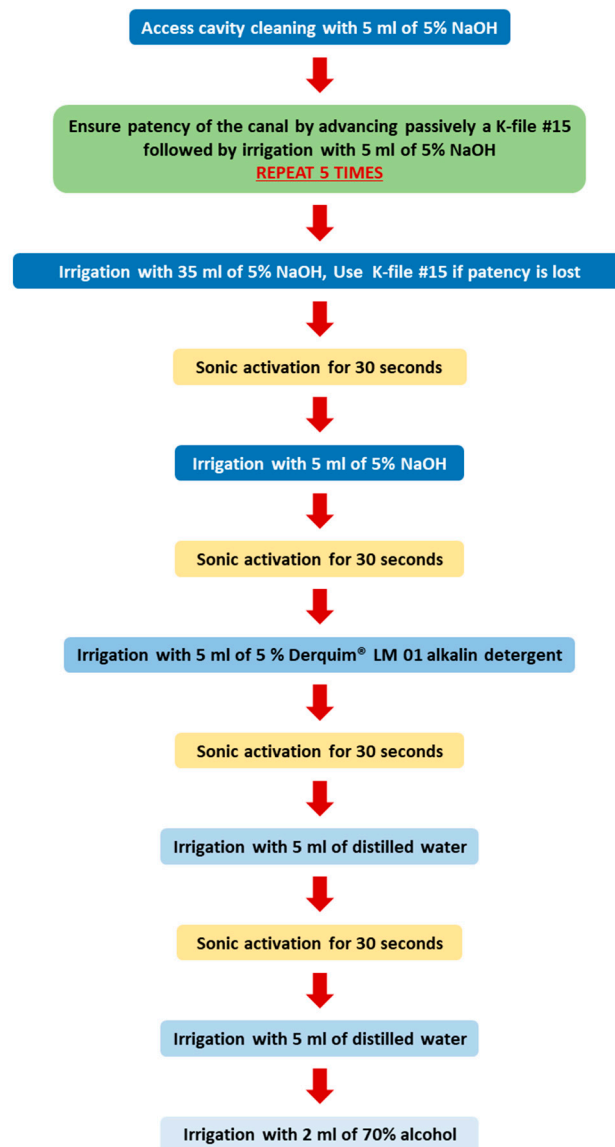 Access cavity cleaning with 5 ml of 5% NaOH
Ensure patency of the canal by advancing passively a K-file #15
followed by irrigation with 5 ml of 5% NaOH
REPEAT 5 TIMES
Irrigation with 35 ml of 5% NaOH, Use K-file #15 if patency is lost
Sonic activation for 30 seconds
Irrigation with 5 ml of 5% NaOH
Sonic activation for 30 seconds
Irrigation with 5 ml of 5 % Derquim® LM 01 alkalin detergent
Sonic activation for 30 seconds
Irrigation with 5 ml of distilled water
Sonic activation for 30 seconds
Irrigation with 5 ml of distilled water
Irrigation with 2 ml of 70% alcohol